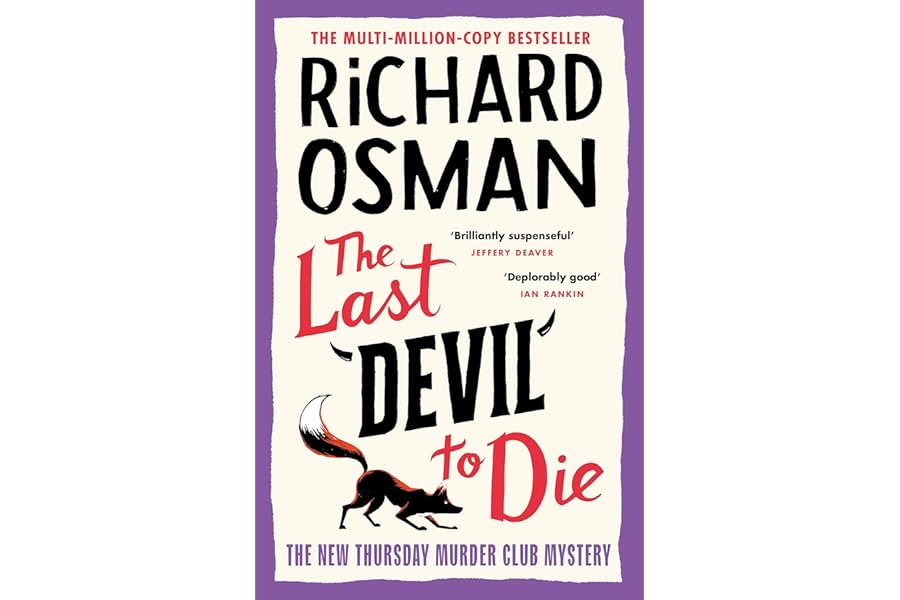 THE MULTI-MILLION-COPY BESTSELLER
RiCHARD
OSMAN
The
Last
'Brilliantly suspenseful'
JEFFERY DEAVER
'Deplorably good'
IAN RANKIN
DEVIL
to Die
THE NEW THURSDAY MURDER CLUB MYSTERY